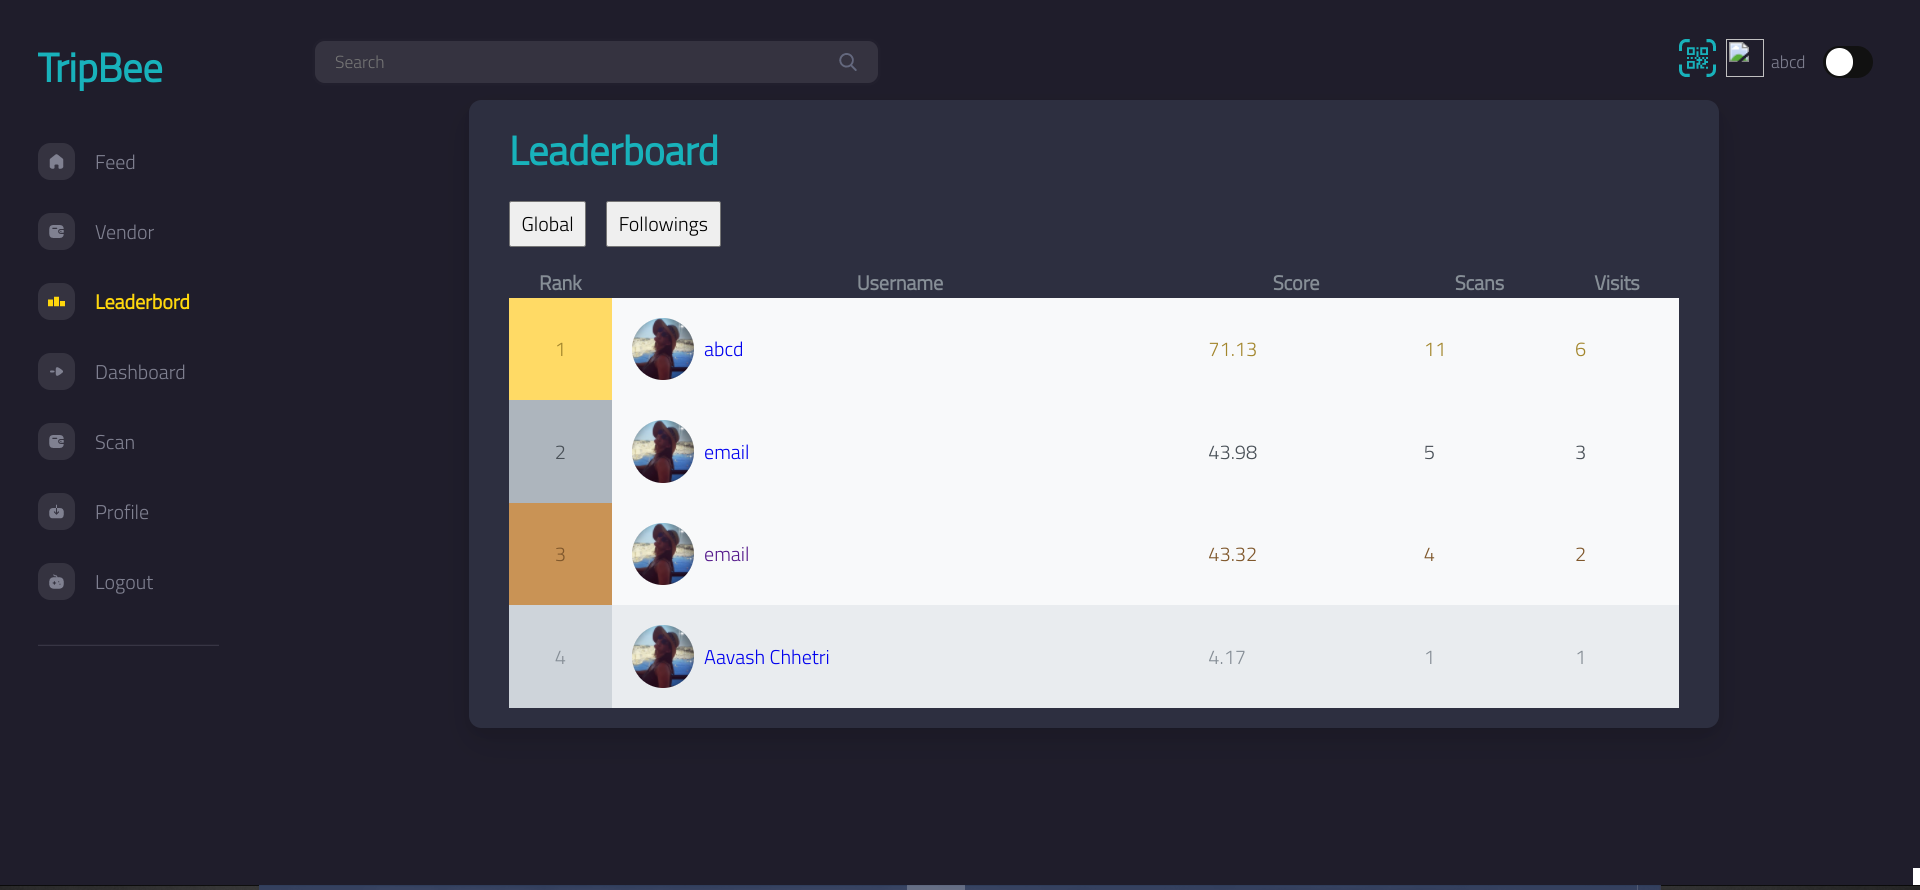 TripBee
Search
abcd
Feed
Vendor
Leaderbord
Dashboard
Scan
Profile
Logout
Leaderboard
Global Followings
Rank Username Score Scans Visits
1 abcd 71.13 11 6
2 email 43.98 5 3
3 email 43.32 4 2
4 Aavash Chhetri 4.17 1 1